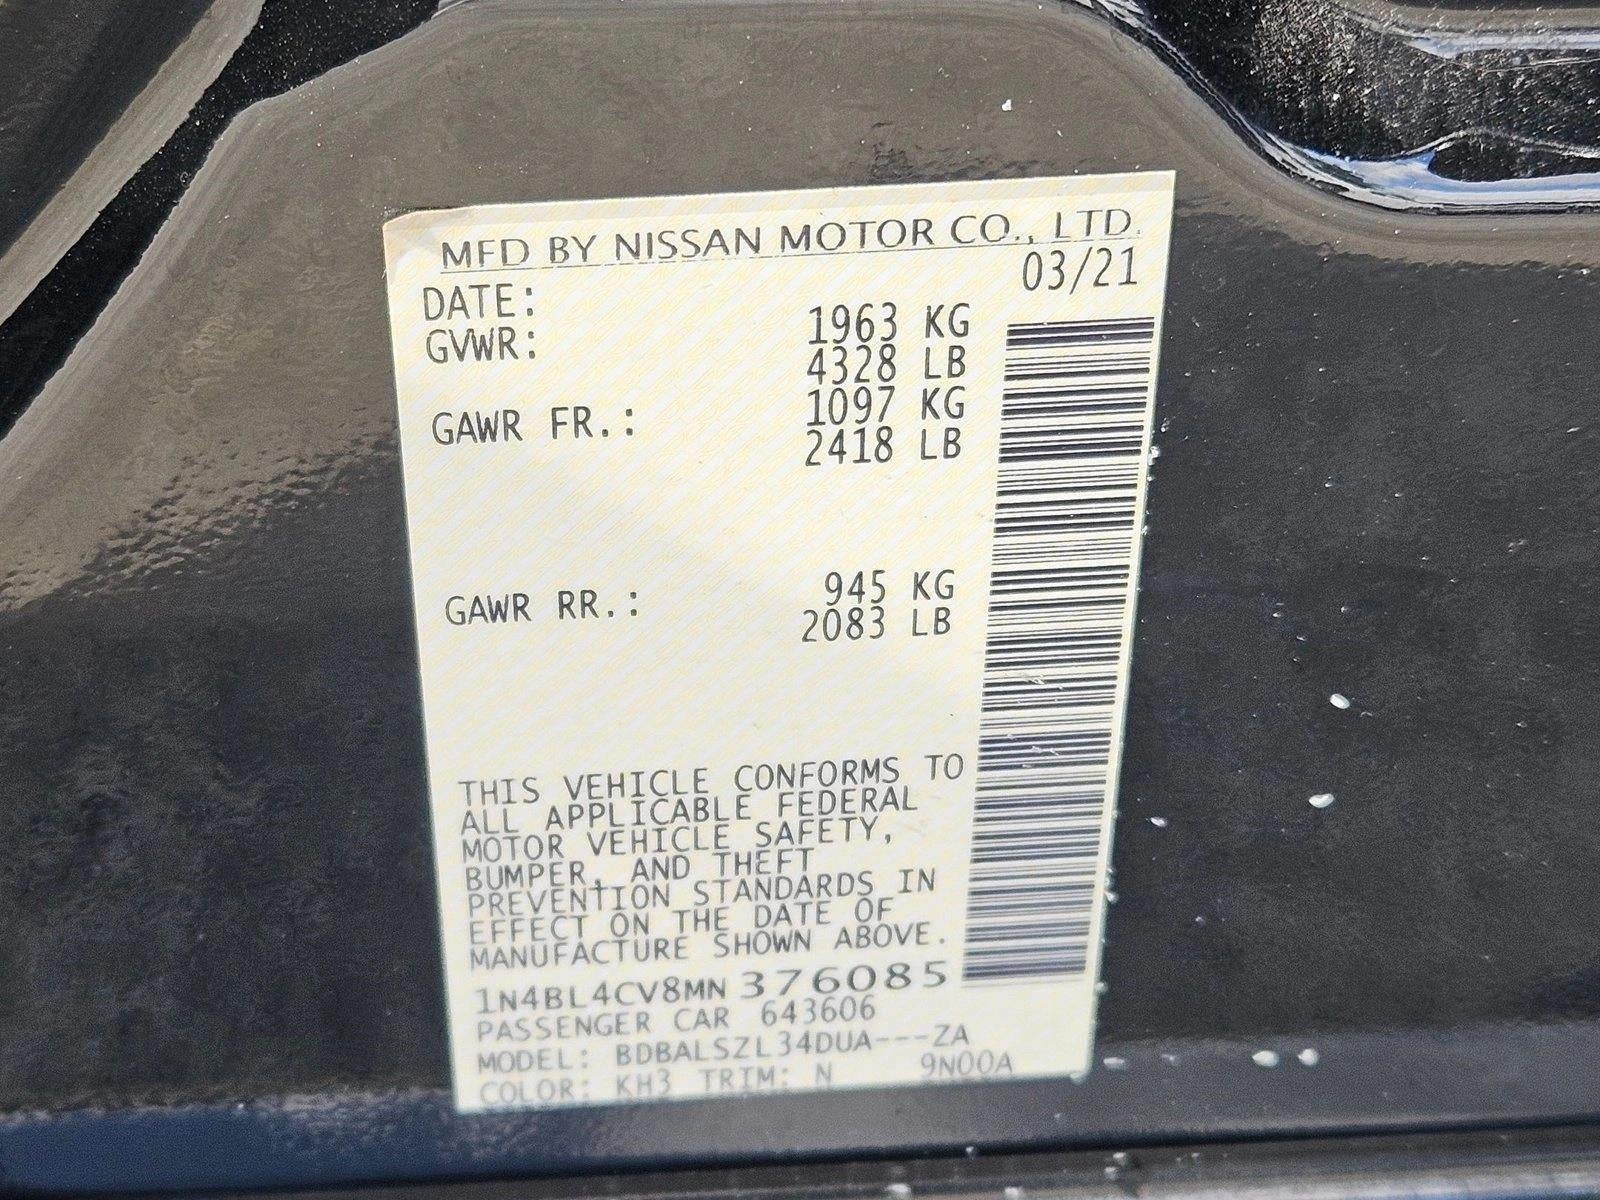 MFD BY NISSAN MOTOR CO., LTD.
DATE: 03/21
GVWR: 1963 KG
4328 LB
GAWR FR.: 1097 KG
2418 LB
GAWR RR.: 945 KG
2083 LB
THIS VEHICLE CONFORMS TO
ALL APPLICABLE FEDERAL
MOTOR VEHICLE SAFETY,
BUMPER, AND THEFT
PREVENTION STANDARDS IN
EFFECT ON THE DATE OF
MANUFACTURE SHOWN ABOVE.
1N4BL4CV8MN376085
PASSENGER CAR 643606
MODEL: BDBALSZL34DUA---ZA
COLOR: KH3 TRIM: N 9N00A